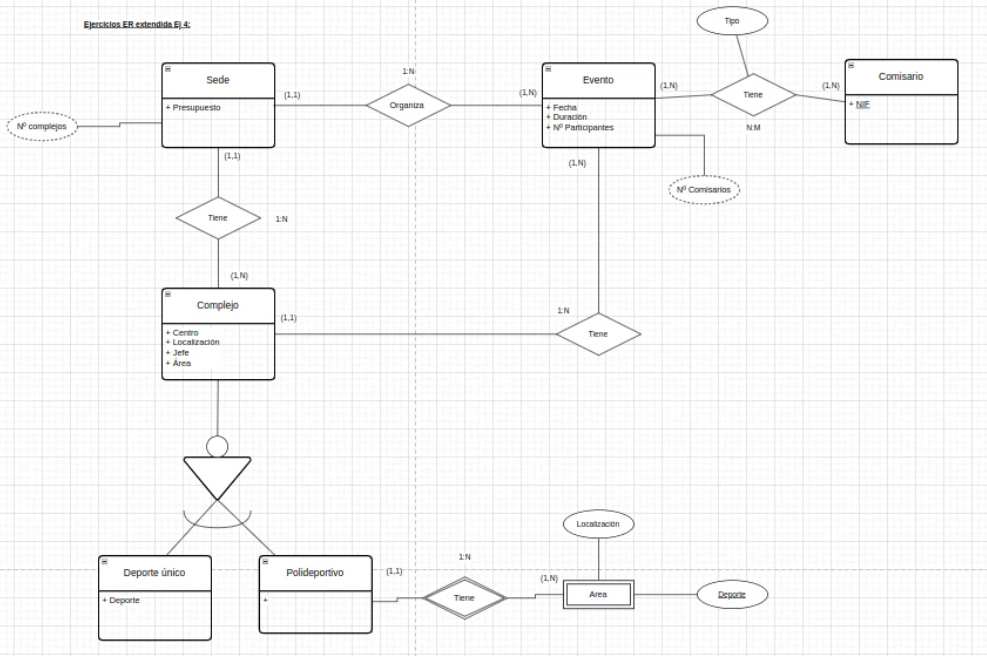 Ejercicios ER extendida Ej 4:
Tipo
Sede
+ Presupuesto
Nº complejos
(1,1)
1:N
Organiza
(1,N)
Evento
+ Fecha
+ Duración
+ Nº Participantes
(1,N)
Tiene
N:M
(1,N)
Comisario
+ NIF
Nº Comisarios
(1,1)
Tiene
1:N
(1,N)
(1,N)
Complejo
+ Centro
+ Localización
+ Jefe
+ Área
(1,1)
1:N
Tiene
Deporte único
+ Deporte
Polideportivo
+
(1,1)
1:N
Tiene
(1,N)
Localización
Area
Deporte